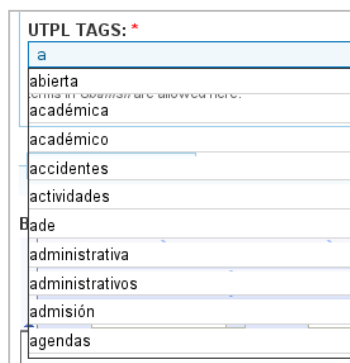 UTPL TAGS: *
a
abierta
académica
académico
accidentes
actividades
ade
administrativa
administrativos
admisión
agendas